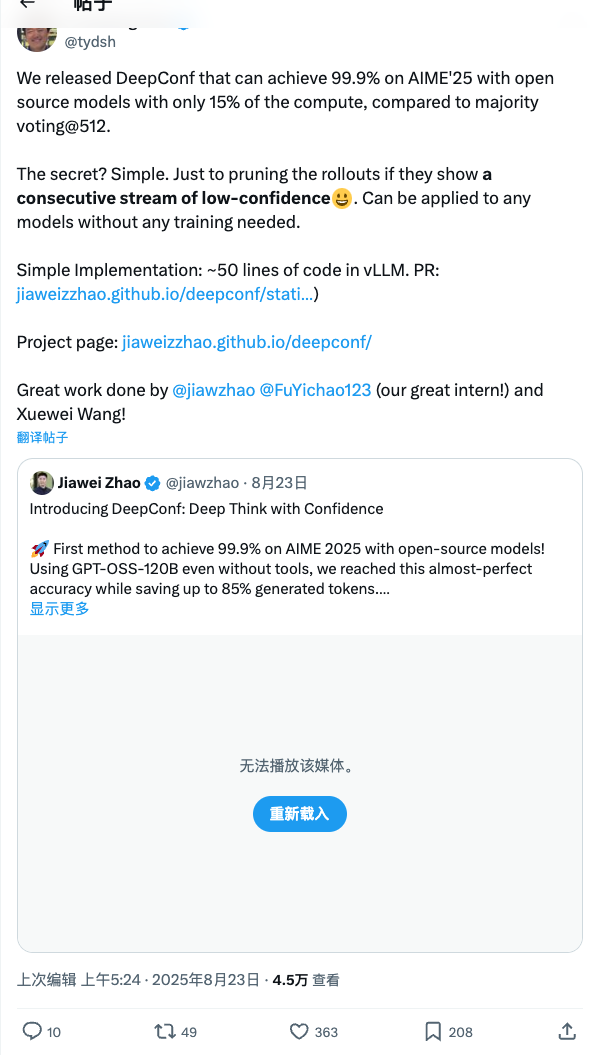 帖子
@tydsh
We released DeepConf that can achieve 99.9% on AIME'25 with open
source models with only 15% of the compute, compared to majority
voting@512.
The secret? Simple. Just to pruning the rollouts if they show a
consecutive stream of low-confidence😀. Can be applied to any
models without any training needed.
Simple Implementation: ~50 lines of code in vLLM. PR:
jiaweizzhao.github.io/deepconf/stati...)
Project page: jiaweizzhao.github.io/deepconf/
Great work done by @jiawzhao @FuYichao123 (our great intern!) and
Xuewei Wang!
翻译帖子
Jiawei Zhao @jiawzhao · 8月23日
Introducing DeepConf: Deep Think with Confidence
🚀 First method to achieve 99.9% on AIME 2025 with open-source models!
Using GPT-OSS-120B even without tools, we reached this almost-perfect
accuracy while saving up to 85% generated tokens....
显示更多
无法播放该媒体。
重新载入
上次编辑 上午5:24 · 2025年8月23日 · 4.5万 查看
10 49 363 208